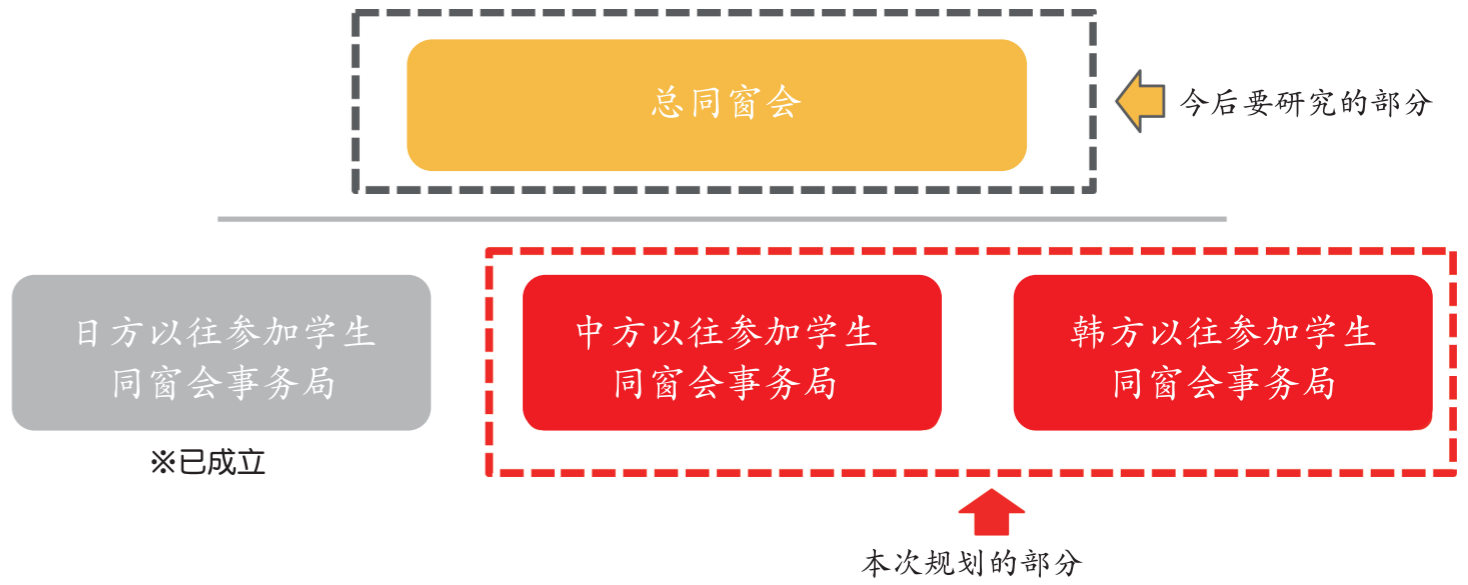 总同窗会
今后要研究的部分
日方以往参加学生
同窗会事务局
※已成立
中方以往参加学生
同窗会事务局
韩方以往参加学生
同窗会事务局
本次规划的部分